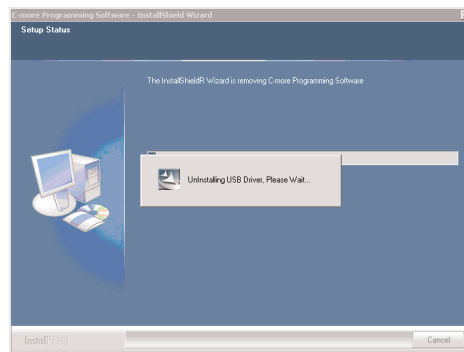 C-more Programming Software - InstallShield Wizard
Setup Status
The InstallShieldR Wizard is removing C-more Programming Software
UnInstalling USB Driver, Please Wait...
InstallShield
Cancel